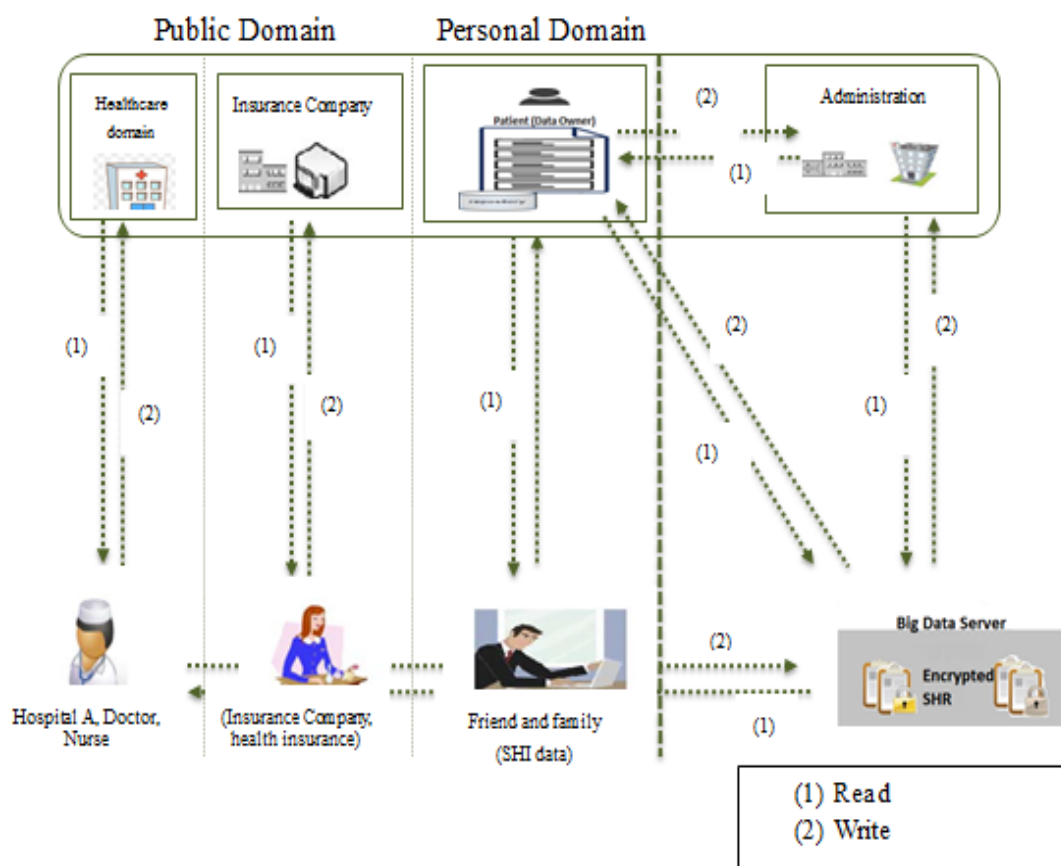 Public Domain
Personal Domain
Healthcare
domain
Insurance Company
Patient (Data Owner)
(2)
(1)
Administration
(1)
(2)
(1)
(2)
(1)
(2)
(1)
(2)
(1)
Hospital A, Doctor,
Nurse
(Insurance Company,
health insurance)
Friend and family
(SHI data)
(2)
(1)
Big Data Server
Encrypted
SHR
(1) Read
(2) Write